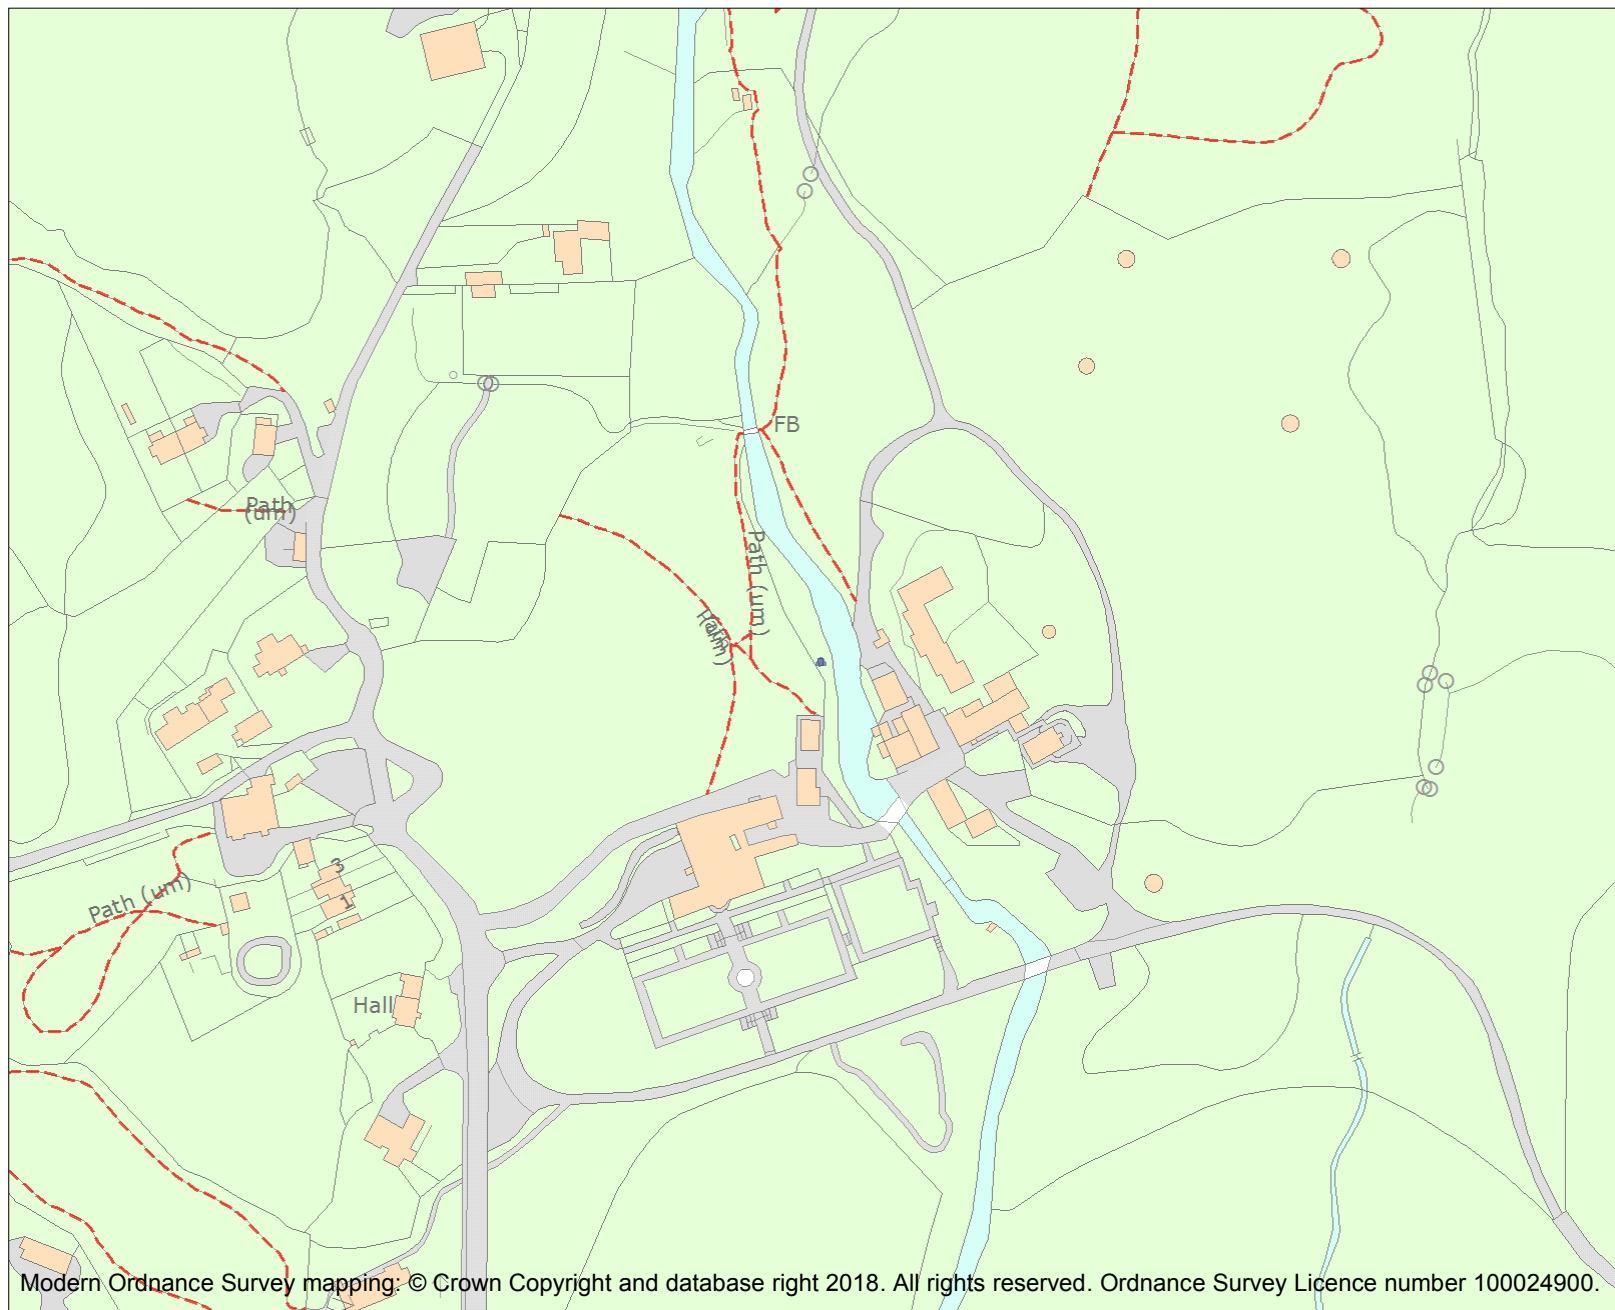 FB
Path
(um)
Path (um)
Path
(um)
3
1
Path (um)
Hall
Modern Ordnance Survey mapping: © Crown Copyright and database right 2018. All rights reserved. Ordnance Survey Licence number 100024900.